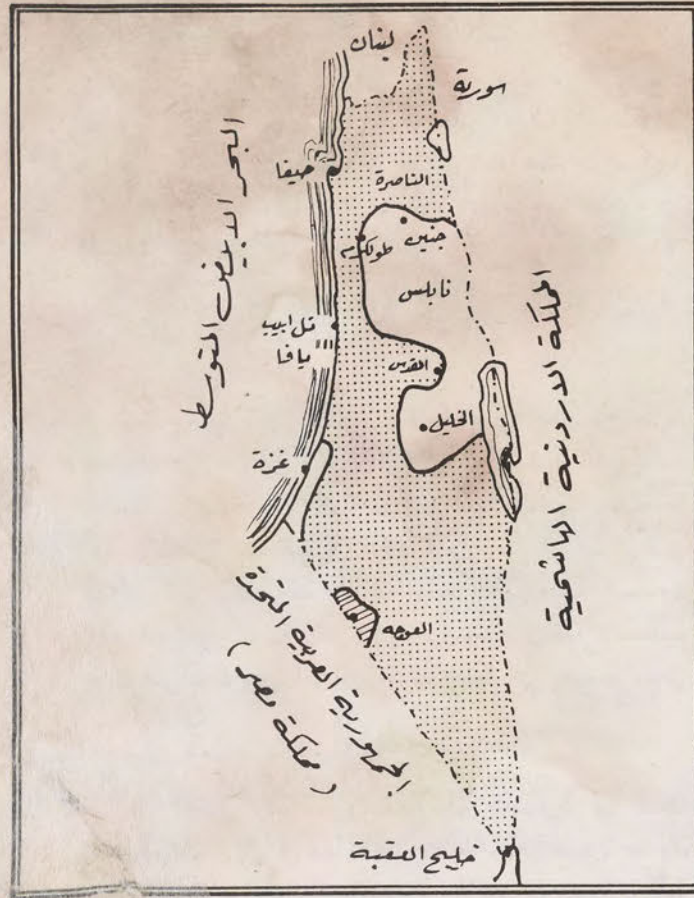 لبنان
سورية
البحر الابيض المتوسط
حيفا
الناصرة
جنين
طولكرم
نابلس
تل ابيب
يافا
القدس
الخليل
المملكة الاردنية الهاشمية
غزة
العوجه
الجمهورية العربية المتحدة
(مملكة مصر)
خليج العقبة